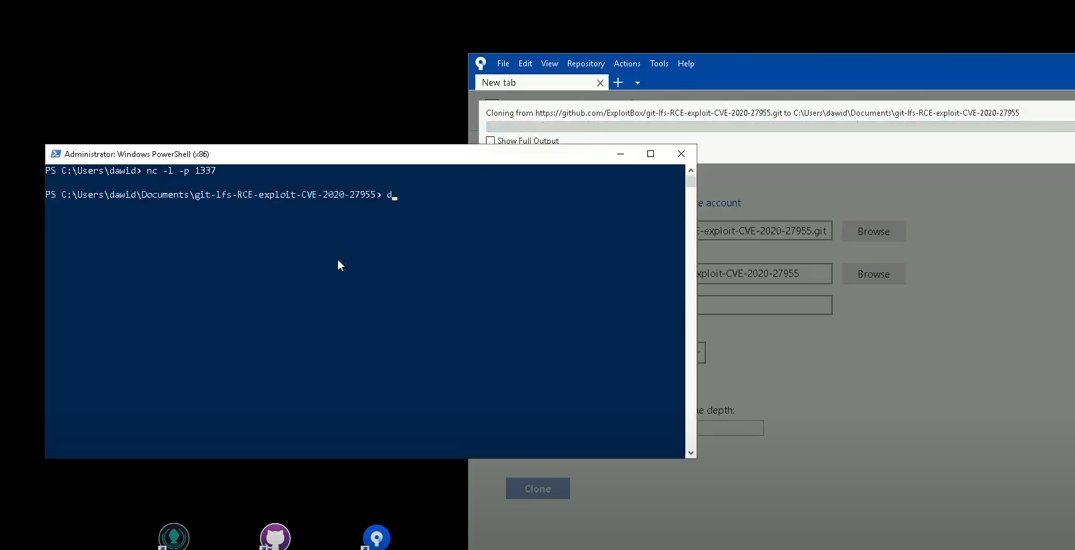 File Edit View Repository Actions Tools Help
New tab
Cloning from https://github.com/ExploitBox/git-lfs-RCE-exploit-CVE-2020-27955.git to C:\Users\dawid\Documents\git-lfs-RCE-exploit-CVE-2020-27955
Show Full Output
Administrator: Windows PowerShell (x86)
PS C:\Users\dawid> nc -l -p 1337
PS C:\Users\dawid\Documents\git-lfs-RCE-exploit-CVE-2020-27955> d
account
-exploit-CVE-2020-27955.git
Browse
xploit-CVE-2020-27955
Browse
depth:
Clone